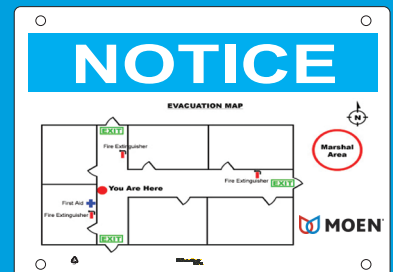 NOTICE
EVACUATION MAP
EXIT
N
Fire Extinguisher
Marshal
Area
Fire Extinguisher
EXIT
You Are Here
First Aid
Fire Extinguisher
MOEN
EXIT